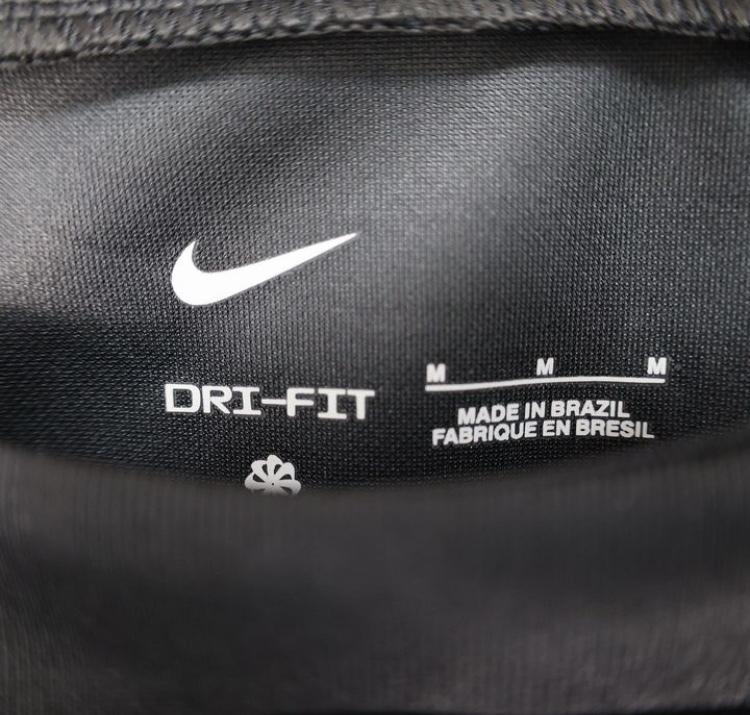 DRI-FIT
M M M
MADE IN BRAZIL
FABRIQUE EN BRESIL